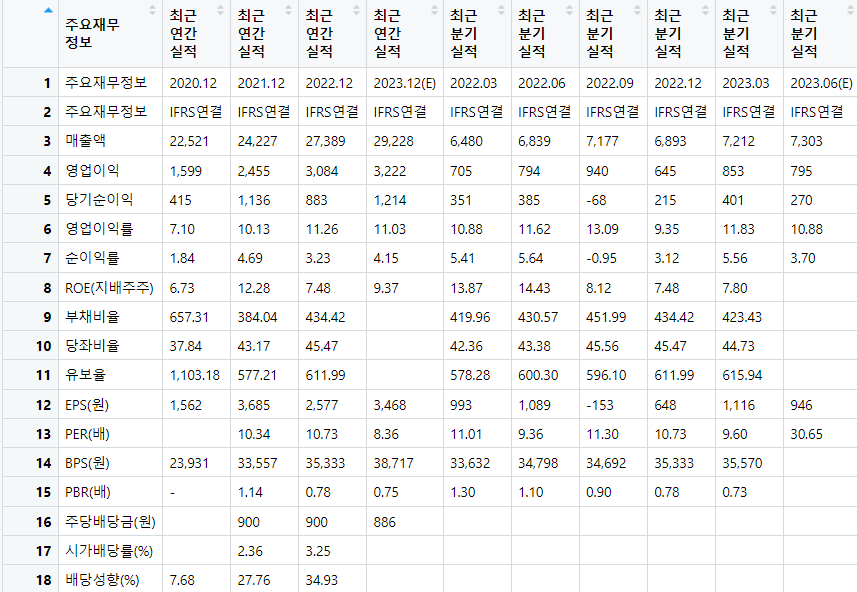 주요재무 정보 최근 연간 실적 최근 연간 실적 최근 연간 실적 최근 연간 실적 최근 분기 실적 최근 분기 실적 최근 분기 실적 최근 분기 실적 최근 분기 실적 최근 분기 실적
1 주요재무정보 2020.12 2021.12 2022.12 2023.12(E) 2022.03 2022.06 2022.09 2022.12 2023.03 2023.06(E)
2 주요재무정보 IFRS연결 IFRS연결 IFRS연결 IFRS연결 IFRS연결 IFRS연결 IFRS연결 IFRS연결 IFRS연결 IFRS연결
3 매출액 22,521 24,227 27,389 29,228 6,480 6,839 7,177 6,893 7,212 7,303
4 영업이익 1,599 2,455 3,084 3,222 705 794 940 645 853 795
5 당기순이익 415 1,136 883 1,214 351 385 -68 215 401 270
6 영업이익률 7.10 10.13 11.26 11.03 10.88 11.62 13.09 9.35 11.83 10.88
7 순이익률 1.84 4.69 3.23 4.15 5.41 5.64 -0.95 3.12 5.56 3.70
8 ROE(지배주주) 6.73 12.28 7.48 9.37 13.87 14.43 8.12 7.48 7.80
9 부채비율 657.31 384.04 434.42 419.96 430.57 451.99 434.42 423.43
10 당좌비율 37.84 43.17 45.47 42.36 43.38 45.56 45.47 44.73
11 유보율 1,103.18 577.21 611.99 578.28 600.30 596.10 611.99 615.94
12 EPS(원) 1,562 3,685 2,577 3,468 993 1,089 -153 648 1,116 946
13 PER(배) 10.34 10.73 8.36 11.01 9.36 11.30 10.73 9.60 30.65
14 BPS(원) 23,931 33,557 35,333 38,717 33,632 34,798 34,692 35,333 35,570
15 PBR(배) - 1.14 0.78 0.75 1.30 1.10 0.90 0.78 0.73
16 주당배당금(원) 900 900 886
17 시가배당률(%) 2.36 3.25
18 배당성향(%) 7.68 27.76 34.93